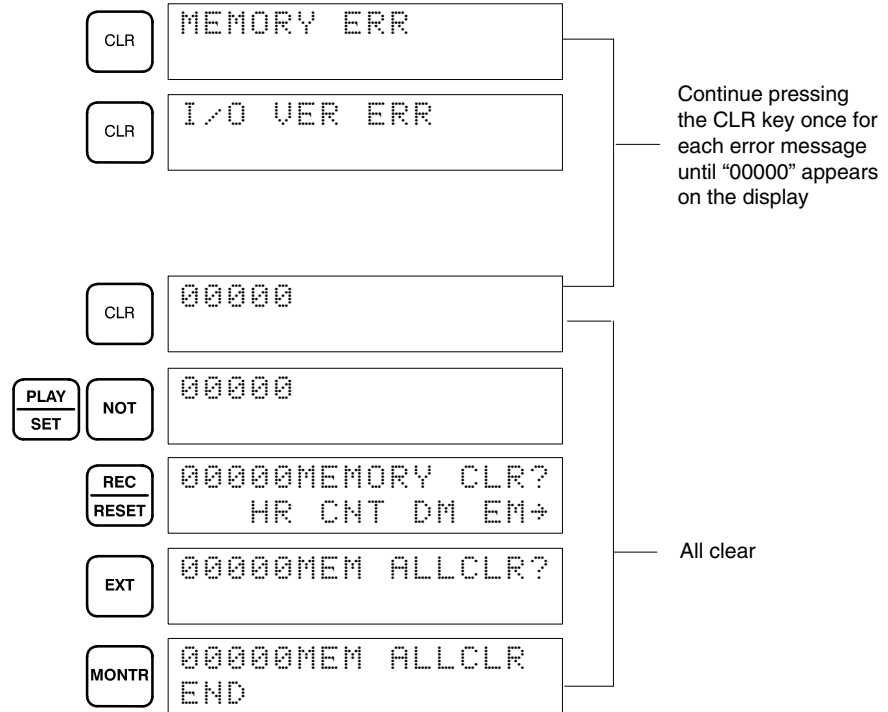 CLR
MEMORY ERR
CLR
I/O VER ERR
Continue pressing
the CLR key once for
each error message
until “00000” appears
on the display
CLR
00000
PLAY
SET
NOT
00000
REC
RESET
00000MEMORY CLR?
HR CNT DM EM→
EXT
00000MEM ALLCLR?
All clear
MONTR
00000MEM ALLCLR
END